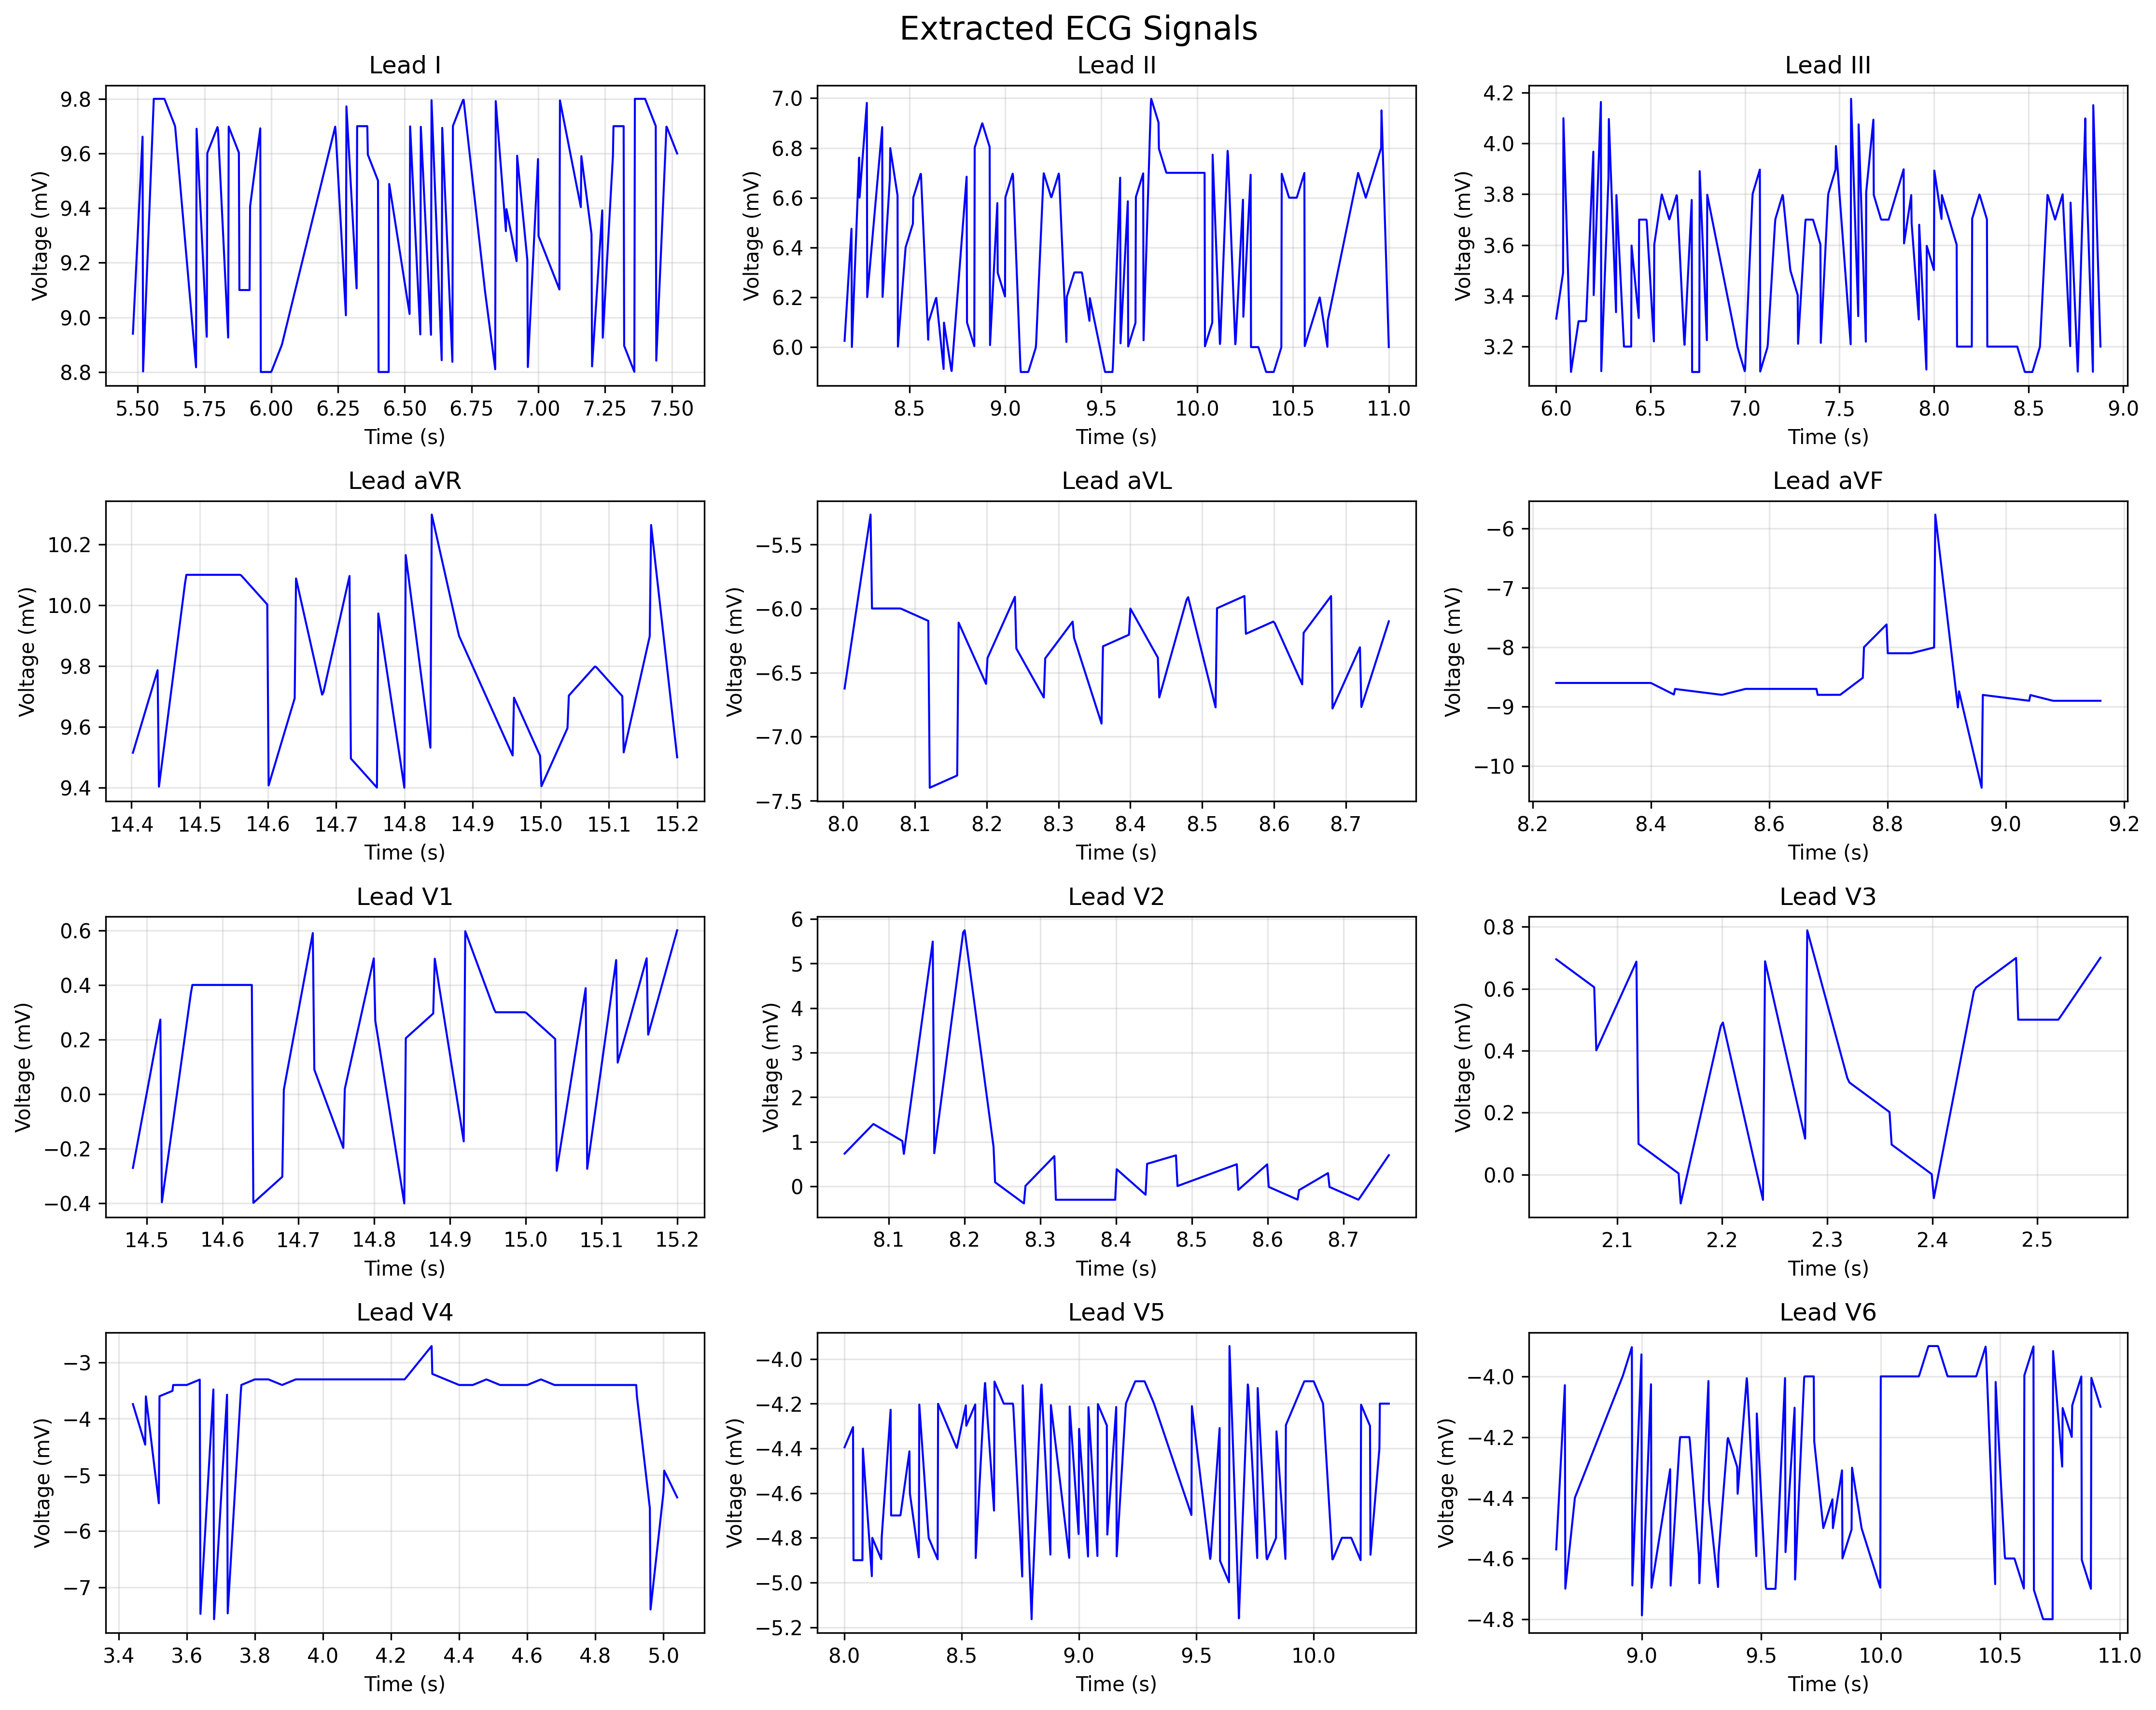 Extracted ECG Signals
Lead I
Lead II
Lead III
Voltage (mV)
9.8
9.6
9.4
9.2
9.0
8.8
5.50 5.75 6.00 6.25 6.50 6.75 7.00 7.25 7.50
Time (s)
Voltage (mV)
7.0
6.8
6.6
6.4
6.2
6.0
8.5 9.0 9.5 10.0 10.5 11.0
Time (s)
Voltage (mV)
4.2
4.0
3.8
3.6
3.4
3.2
6.0 6.5 7.0 7.5 8.0 8.5 9.0
Time (s)
Lead aVR
Lead aVL
Lead aVF
Voltage (mV)
10.2
10.0
9.8
9.6
9.4
14.4 14.5 14.6 14.7 14.8 14.9 15.0 15.1 15.2
Time (s)
Voltage (mV)
−5.5
−6.0
−6.5
−7.0
−7.5
8.0 8.1 8.2 8.3 8.4 8.5 8.6 8.7
Time (s)
Voltage (mV)
−6
−7
−8
−9
−10
8.2 8.4 8.6 8.8 9.0 9.2
Time (s)
Lead V1
Lead V2
Lead V3
Voltage (mV)
0.6
0.4
0.2
0.0
−0.2
−0.4
14.5 14.6 14.7 14.8 14.9 15.0 15.1 15.2
Time (s)
Voltage (mV)
6
5
4
3
2
1
0
8.1 8.2 8.3 8.4 8.5 8.6 8.7
Time (s)
Voltage (mV)
0.8
0.6
0.4
0.2
0.0
2.1 2.2 2.3 2.4 2.5
Time (s)
Lead V4
Lead V5
Lead V6
Voltage (mV)
−3
−4
−5
−6
−7
3.4 3.6 3.8 4.0 4.2 4.4 4.6 4.8 5.0
Time (s)
Voltage (mV)
−4.0
−4.2
−4.4
−4.6
−4.8
−5.0
−5.2
8.0 8.5 9.0 9.5 10.0
Time (s)
Voltage (mV)
−4.0
−4.2
−4.4
−4.6
−4.8
9.0 9.5 10.0 10.5 11.0
Time (s)